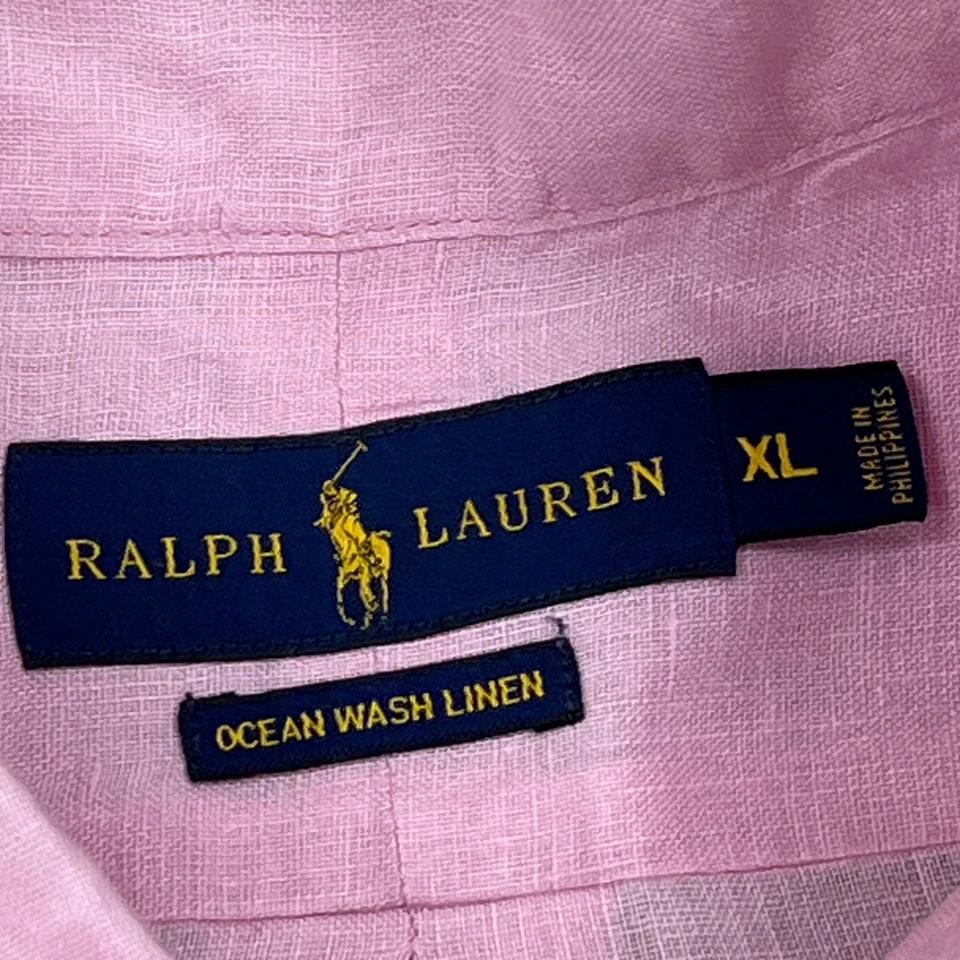 RALPH LAUREN
XL
MADE IN
PHILIPPINES
OCEAN WASH LINEN